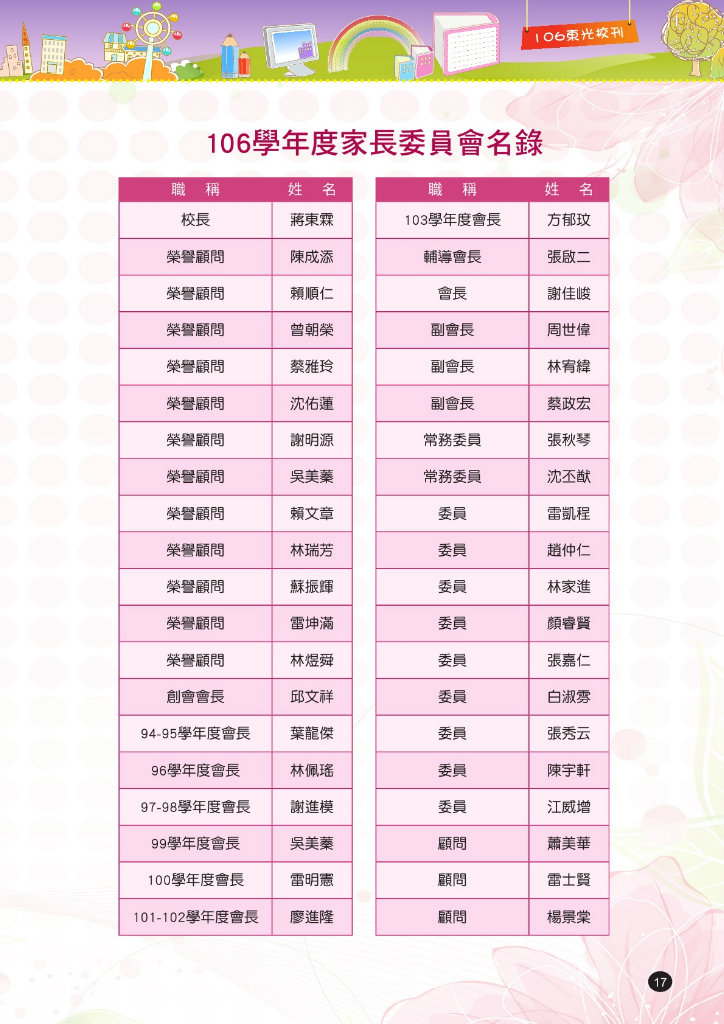 106東光校刊
106學年度家長委員會名錄
職 稱 姓 名
校長 蔣東霖
榮譽顧問 陳成添
榮譽顧問 賴順仁
榮譽顧問 曾朝榮
榮譽顧問 蔡雅玲
榮譽顧問 沈佑蓮
榮譽顧問 謝明源
榮譽顧問 吳美蓁
榮譽顧問 賴文章
榮譽顧問 林瑞芳
榮譽顧問 蘇振輝
榮譽顧問 雷坤滿
榮譽顧問 林煜舜
創會會長 邱文祥
94-95學年度會長 葉龍傑
96學年度會長 林佩瑤
97-98學年度會長 謝進模
99學年度會長 吳美蓁
100學年度會長 雷明憲
101-102學年度會長 廖進隆
職 稱 姓 名
103學年度會長 方郁玟
輔導會長 張啟二
會長 謝佳峻
副會長 周世偉
副會長 林宥緯
副會長 蔡政宏
常務委員 張秋琴
常務委員 沈丕猷
委員 雷凱程
委員 趙仲仁
委員 林家進
委員 顏睿賢
委員 張嘉仁
委員 白淑雰
委員 張秀云
委員 陳宇軒
委員 江威增
顧問 蕭美華
顧問 雷士賢
顧問 楊景棠
17